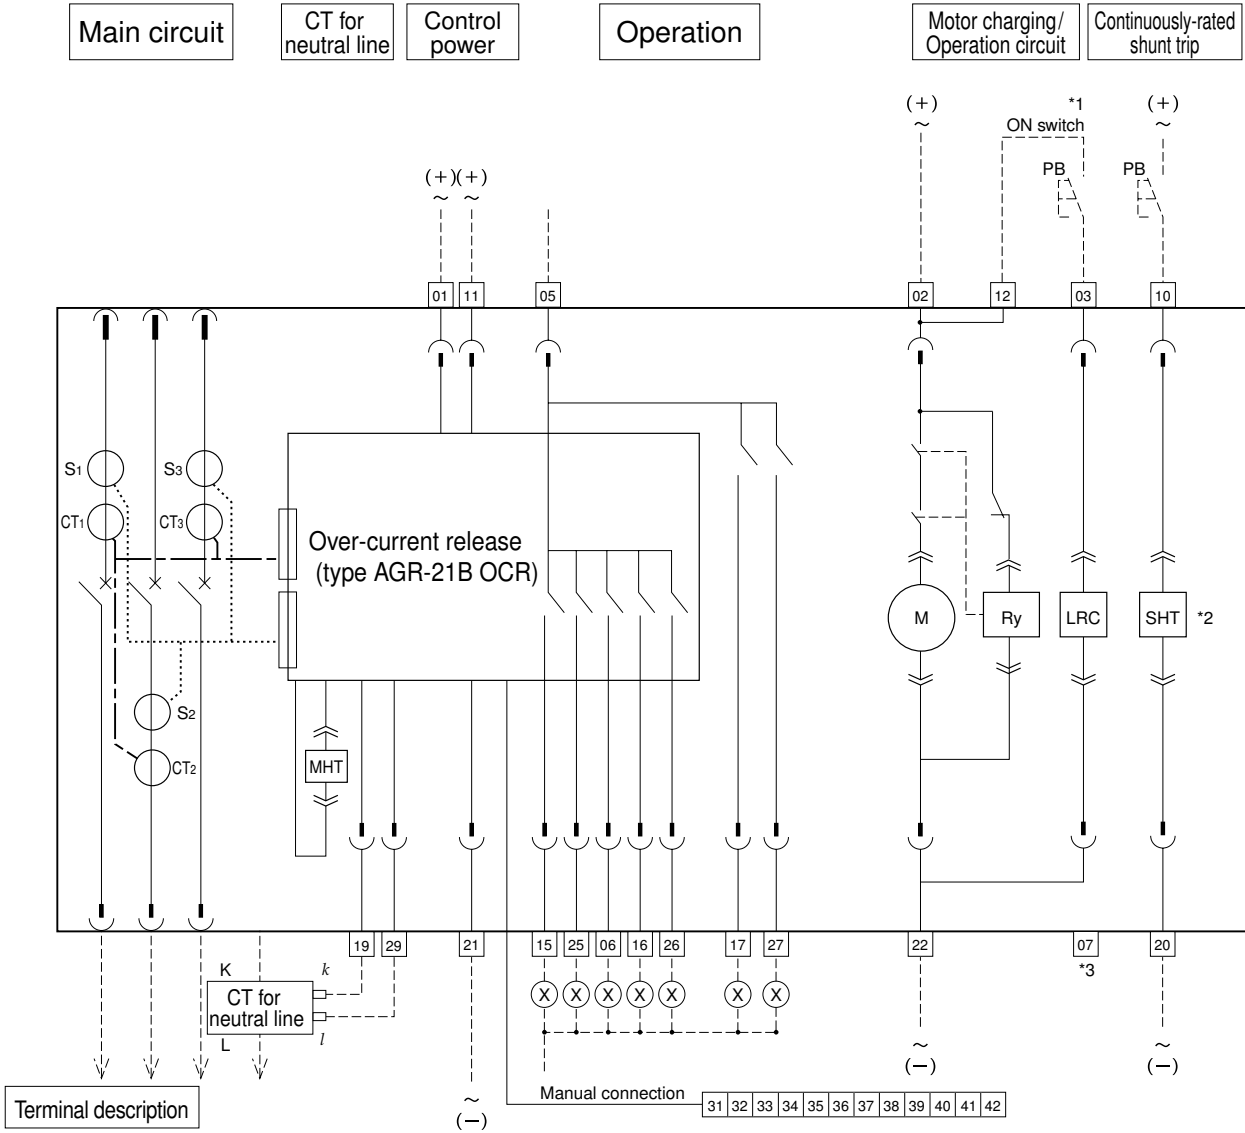 Main circuit
CT for
neutral line
Control
power
Operation
Motor charging/
Operation circuit
Continuously-rated
shunt trip
(+)
~
*1
ON switch
(+)
~
PB
PB
(+)(+)
~ ~
01 11 05 02 12 03 10
S1
S3
CT1
CT3
Over-current release
(type AGR-21B OCR)
M
Ry
LRC
SHT
*2
S2
CT2
MHT
19 29 21 15 25 06 16 26 17 27 22 07 20
*3
K
k
CT for
neutral line
L
l
X X X X X X X
~
(−)
~
(−)
~
(−)
Manual connection
31 32 33 34 35 36 37 38 39 40 41 42
Terminal description